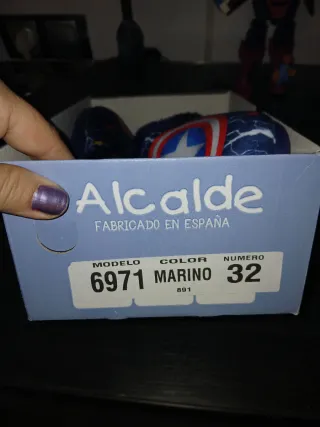 Alcalde
FABRICADO EN ESPAÑA
MODELO COLOR NUMERO
6971 MARINO 32
891